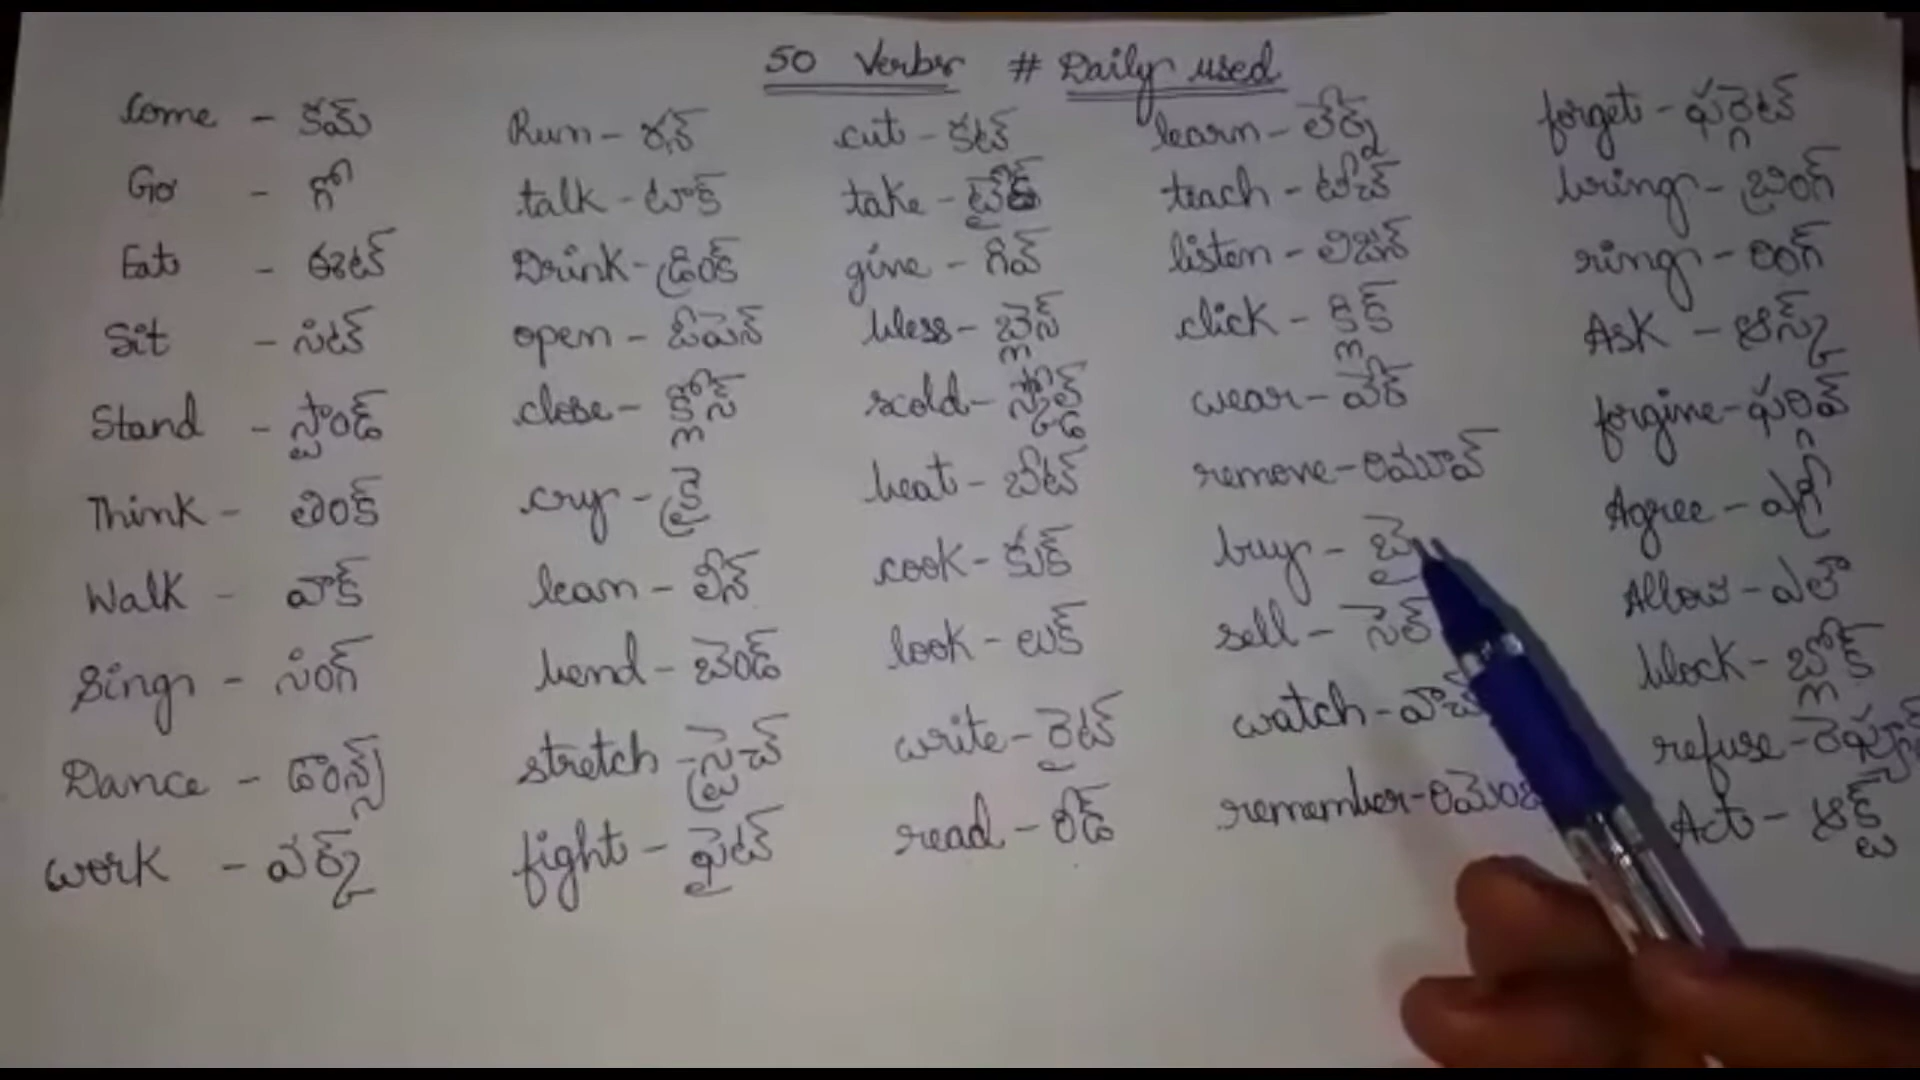 50 Verbs # Daily used
Come - కమ్
Go - గో
Eat - ఈట్
Sit - సిట్
Stand - స్టాండ్
Think - తింక్
Walk - వాక్
Sing - సింగ్
Dance - డాన్స్
Work - వర్క్
Run - రన్
talk - టాక్
Drink - డ్రింక్
open - ఓపెన్
close - క్లోస్
cry - క్రై
lean - లీన్
bend - బెండ్
stretch - స్ట్రెచ్
fight - ఫైట్
cut - కట్
take - టైక్
give - గివ్
bless - బ్లెస్
scold - స్కోల్డ్
beat - బీట్
cook - కుక్
look - లుక్
write - రైట్
read - రీడ్
learn - లేర్న్
teach - టీచ్
listen - లిజన్
click - క్లిక్
wear - వేర్
remove - రిమూవ్
buy - బై
sell - సెల్
watch - వాచ్
remember -
forget - ఫర్గెట్
bring - బ్రింగ్
ring - రింగ్
Ask - ఆస్క్
forgive - ఫర్గివ్
Agree - ఎగ్రీ
Allow - ఎలౌ
block - బ్లోక్
refuse -
Act - ఆక్ట్